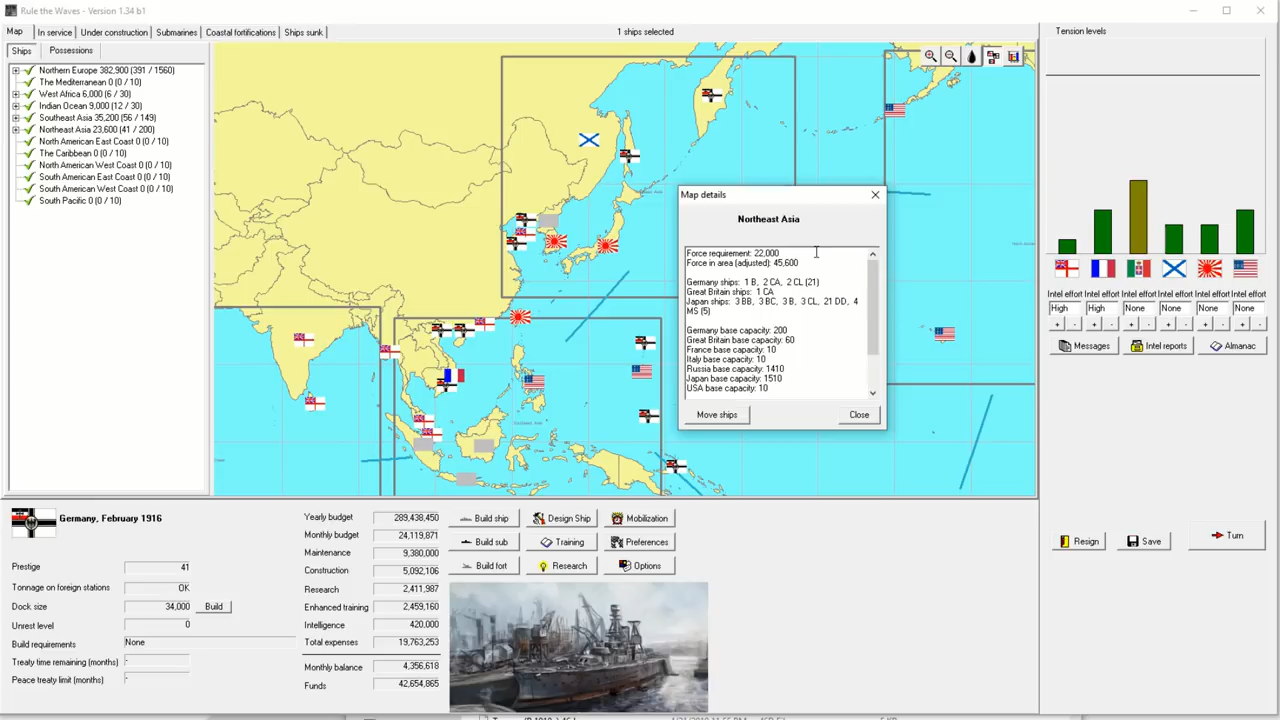 Rule the Waves - Version 1.34 b1
Map
In service
Under construction
Submarines
Coastal fortifications
Ships sunk
1 ships selected
Ships
Possessions
Northern Europe 382,900 (391 / 1560)
The Mediterranean 0 (0 / 10)
West Africa 6,000 (6 / 30)
Indian Ocean 9,000 (12 / 30)
Southeast Asia 35,200 (56 / 149)
Northeast Asia 23,600 (41 / 200)
North American East Coast 0 (0 / 10)
The Caribbean 0 (0 / 10)
North American West Coast 0 (0 / 10)
South American East Coast 0 (0 / 10)
South American West Coast 0 (0 / 10)
South Pacific 0 (0 / 10)
Map details
Northeast Asia
Force requirement: 22,000
Force in area (adjusted): 45,600
Germany ships: 1 B, 2 CA, 2 CL (21)
Great Britain ships: 1 CA
Japan ships: 3 BB, 3 BC, 3 B, 3 CL, 21 DD, 4
MS (5)
Germany base capacity: 200
Great Britain base capacity: 60
France base capacity: 10
Italy base capacity: 10
Russia base capacity: 1410
Japan base capacity: 1510
USA base capacity: 10
Move ships
Close
Tension levels
Intel effort Intel effort Intel effort Intel effort Intel effort Intel effort
High High None None None None
+ - + - + - + - + - + -
Messages
Intel reports
Almanac
Resign
Save
Turn
Germany, February 1916
Prestige 41
Tonnage on foreign stations OK
Dock size 34,000 Build
Unrest level 0
Build requirements None
Treaty time remaining (months) -
Peace treaty limit (months) -
Yearly budget 289,438,450
Monthly budget 24,119,871
Maintenance 9,380,000
Construction 5,092,106
Research 2,411,987
Enhanced training 2,459,160
Intelligence 420,000
Total expenses 19,763,253
Monthly balance 4,356,618
Funds 42,654,865
Build ship
Design Ship
Mobilization
Build sub
Training
Preferences
Build fort
Research
Options